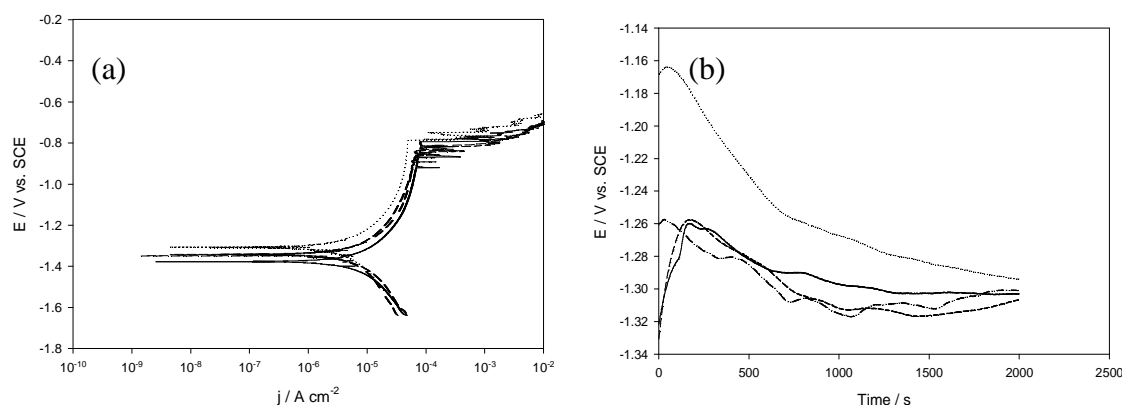 (a)
E / V vs. SCE
-0.2
-0.4
-0.6
-0.8
-1.0
-1.2
-1.4
-1.6
-1.8
10⁻¹⁰ 10⁻⁹ 10⁻⁸ 10⁻⁷ 10⁻⁶ 10⁻⁵ 10⁻⁴ 10⁻³ 10⁻²
j / A cm⁻²
(b)
E / V vs. SCE
-1.14
-1.16
-1.18
-1.20
-1.22
-1.24
-1.26
-1.28
-1.30
-1.32
-1.34
0 500 1000 1500 2000 2500
Time / s